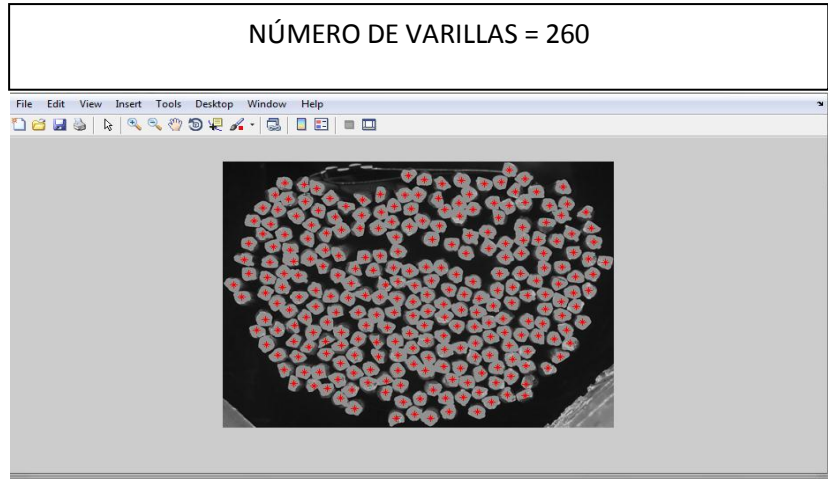 NÚMERO DE VARILLAS = 260
File Edit View Insert Tools Desktop Window Help